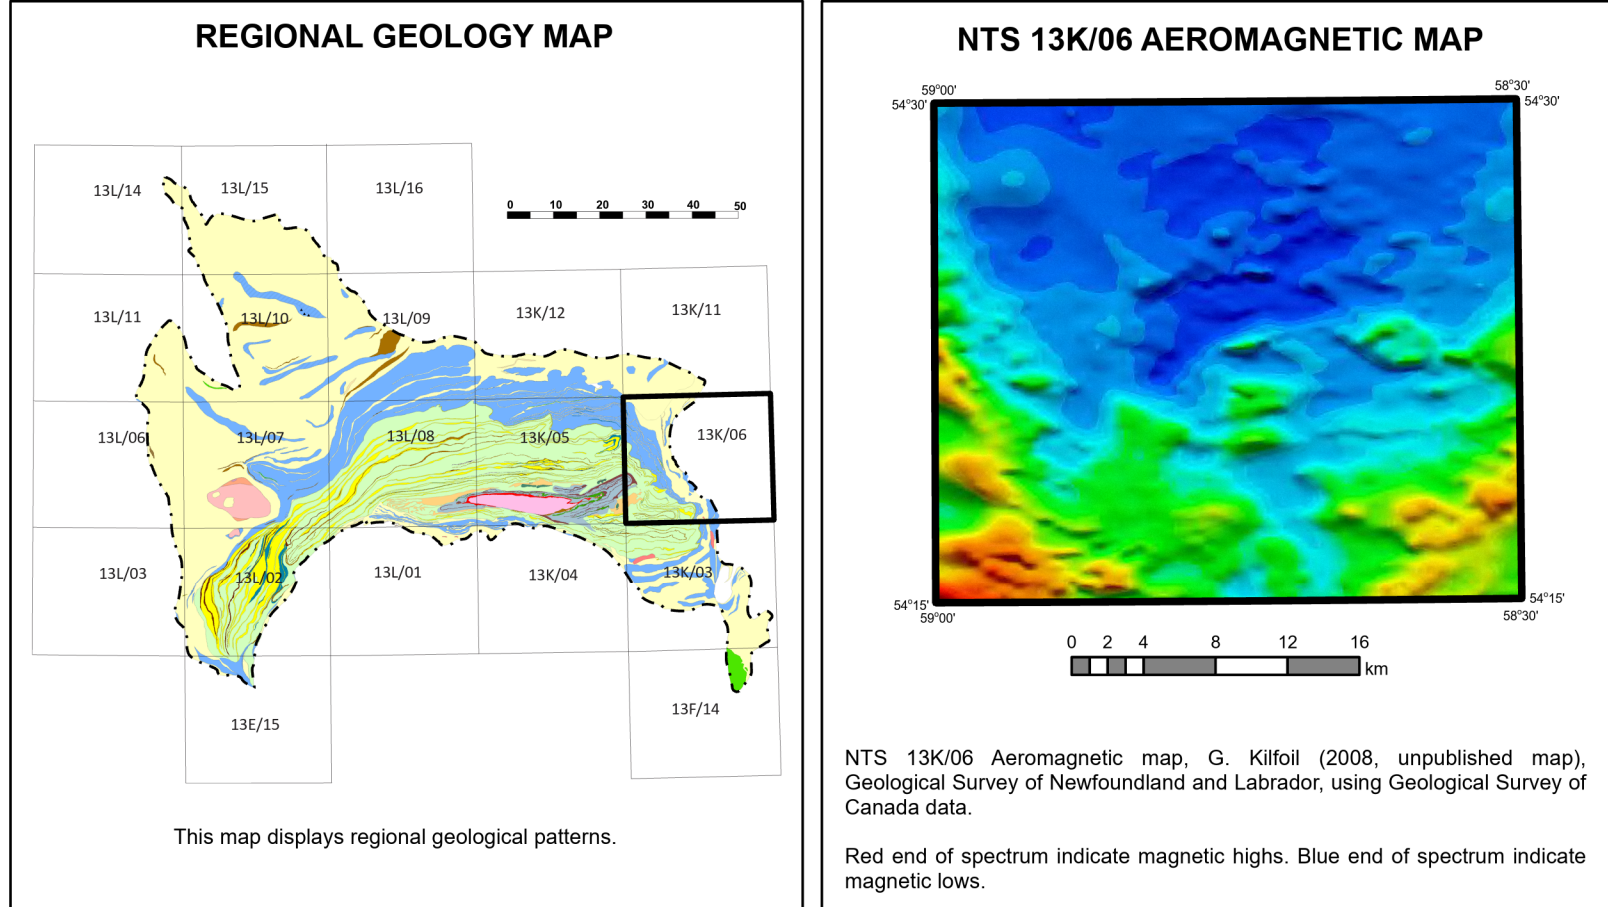 REGIONAL GEOLOGY MAP
13L/14
13L/15
13L/16
0 10 20 30 40 50
13L/11
13L/10
13L/09
13K/12
13K/11
13L/06
13L/07
13L/08
13K/05
13K/06
13L/03
13L/02
13L/01
13K/04
13K/03
13E/15
13F/14
This map displays regional geological patterns.
NTS 13K/06 AEROMAGNETIC MAP
59°00'
58°30'
54°30'
54°30'
54°15'
54°15'
59°00'
58°30'
0 2 4 8 12 16
km
NTS 13K/06 Aeromagnetic map, G. Kilfoil (2008, unpublished map),
Geological Survey of Newfoundland and Labrador, using Geological Survey of
Canada data.
Red end of spectrum indicate magnetic highs. Blue end of spectrum indicate
magnetic lows.